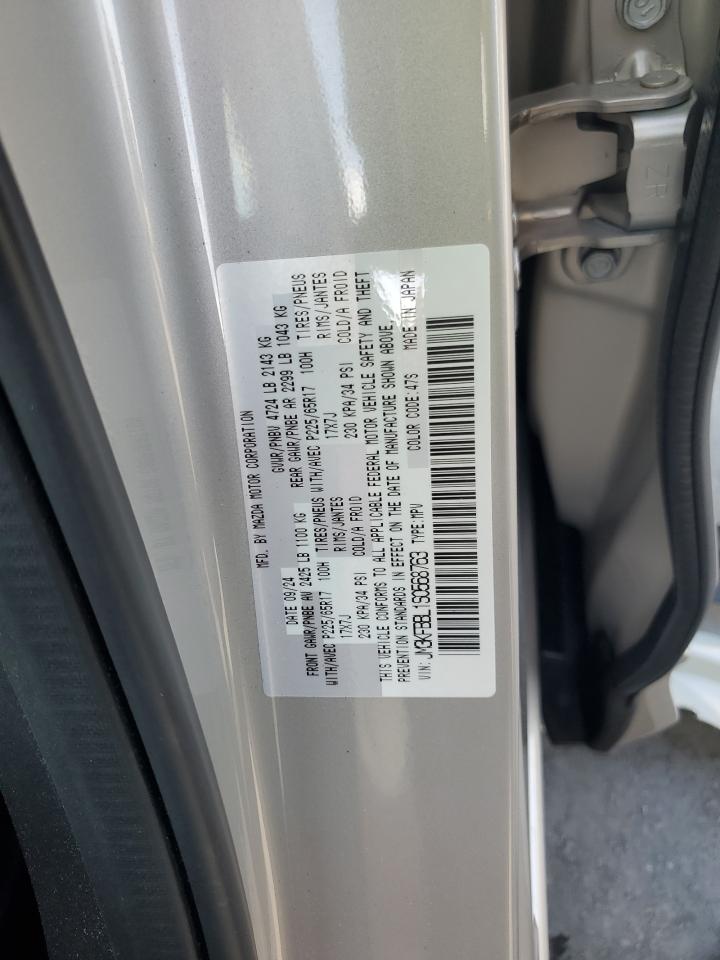 MFD. BY MAZDA MOTOR CORPORATION
DATE 09/24 GVWR/PNBV 4724 LB 2143 KG
FRONT GAWR/PNBE AV 2425 LB 1100 KG REAR GAWR/PNBE AR 2299 LB 1043 KG
WITH/AVEC P225/65R17 100H TIRES/PNEUS WITH/AVEC P225/65R17 100H TIRES/PNEUS
17X7J RIMS/JANTES 17X7J RIMS/JANTES
230 KPA/34 PSI COLD/A FROID 230 KPA/34 PSI COLD/A FROID
THIS VEHICLE CONFORMS TO ALL APPLICABLE FEDERAL MOTOR VEHICLE SAFETY AND THEFT
PREVENTION STANDARDS IN EFFECT ON THE DATE OF MANUFACTURE SHOWN ABOVE.
VIN: JM3KFBBL1S0568763 TYPE:MPV COLOR CODE:47S MADE IN JAPAN
ZR